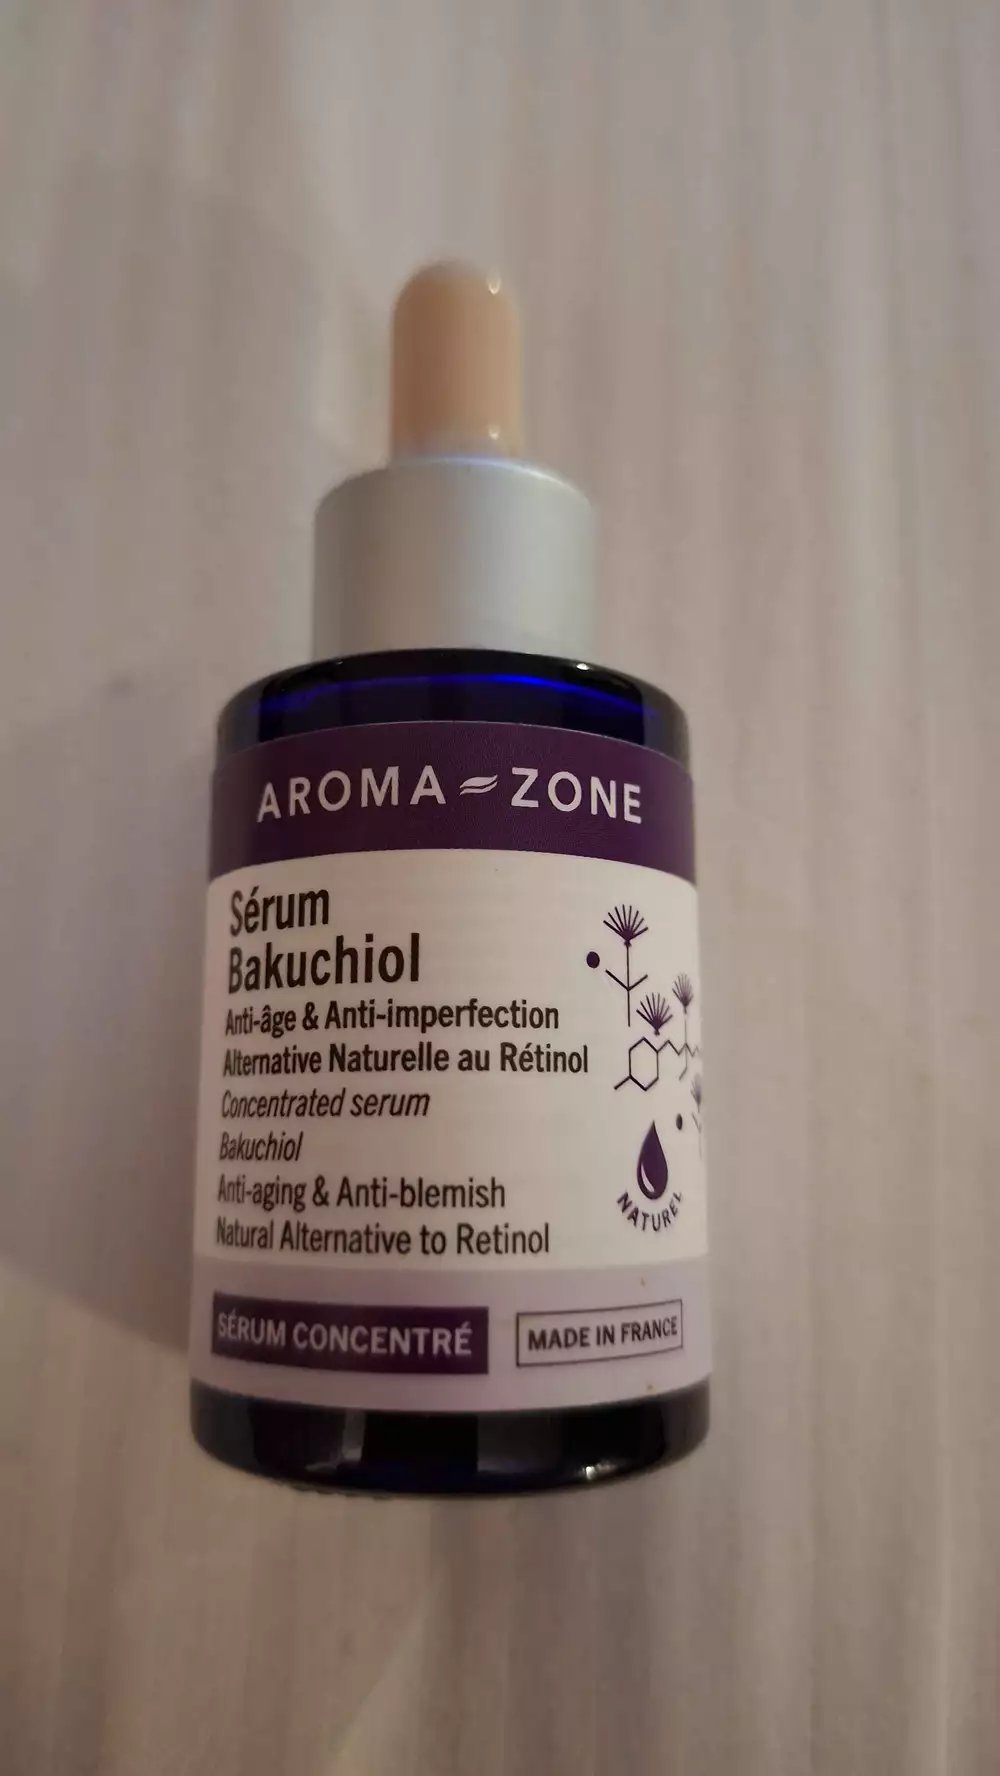 AROMA ZONE
Sérum
Bakuchiol
Anti-âge & Anti-imperfection
Alternative Naturelle au Rétinol
Concentrated serum
Bakuchiol
Anti-aging & Anti-blemish
Natural Alternative to Retinol
NATUREL
SÉRUM CONCENTRÉ
MADE IN FRANCE